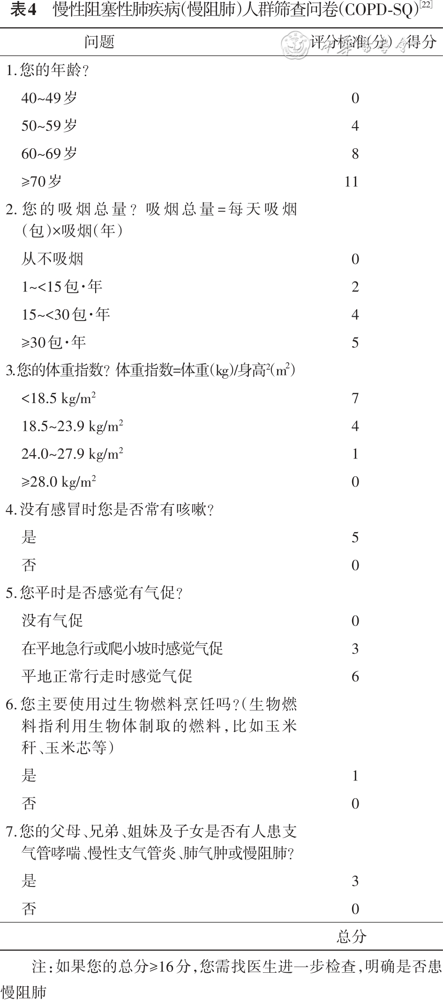 表4 慢性阻塞性肺疾病(慢阻肺)人群筛查问卷(COPD-SQ)[22]
问题 评分标准(分) 得分
中华医学会
1.您的年龄?
40~49岁 0
50~59岁 4
60~69岁 8
≥70岁 11
2.您的吸烟总量?吸烟总量=每天吸烟
(包)×吸烟(年)
从不吸烟 0
1~<15包·年 2
15~<30包·年 4
≥30包·年 5
3.您的体重指数?体重指数=体重(kg)/身高²(m²)
<18.5 kg/m² 7
18.5~23.9 kg/m² 4
24.0~27.9 kg/m² 1
≥28.0 kg/m² 0
4.没有感冒时您是否常有咳嗽?
是 5
否 0
5.您平时是否感觉有气促?
没有气促 0
在平地急行或爬小坡时感觉气促 3
平地正常行走时感觉气促 6
6.您主要使用过生物燃料烹饪吗?(生物燃
料指利用生物体制取的燃料,比如玉米
秆、玉米芯等)
是 1
否 0
7.您的父母、兄弟、姐妹及子女是否有人患支
气管哮喘、慢性支气管炎、肺气肿或慢阻肺?
是 3
否 0
总分
注:如果您的总分≥16分,您需找医生进一步检查,明确是否患
慢阻肺